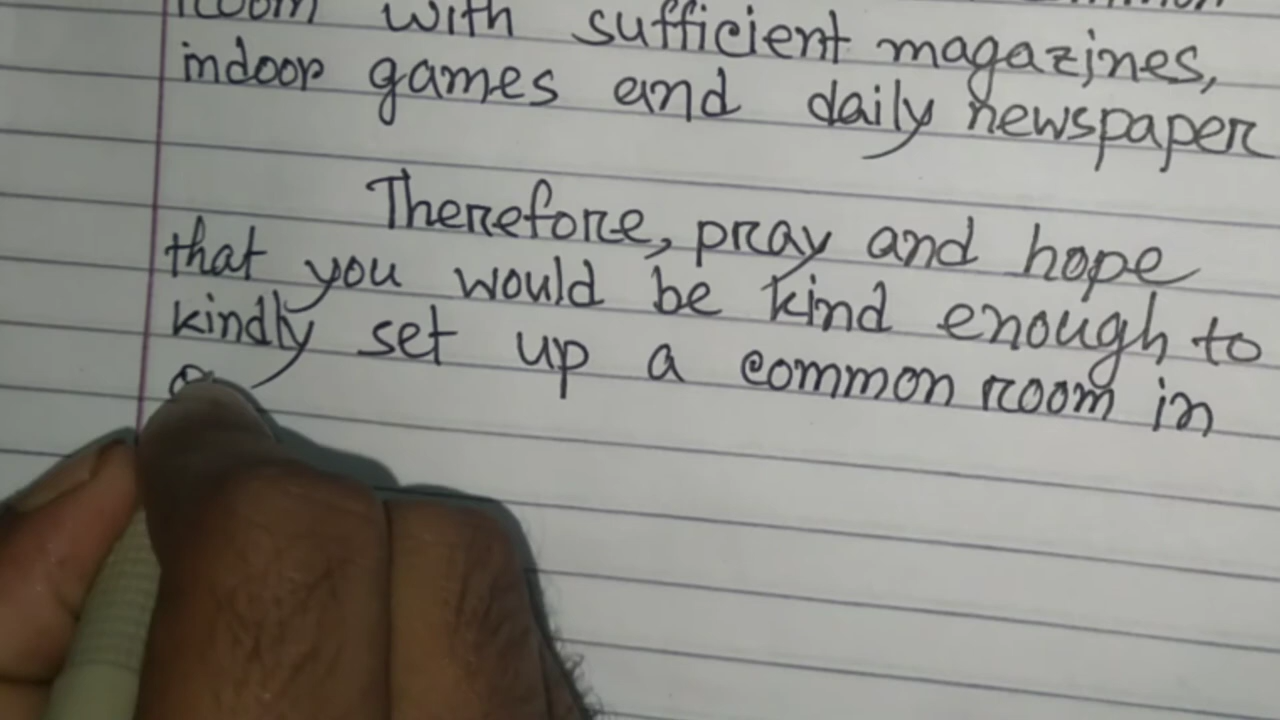 room with sufficient magazines,
indoor games and daily newspaper
Therefore, pray and hope
that you would be kind enough to
kindly set up a common room in